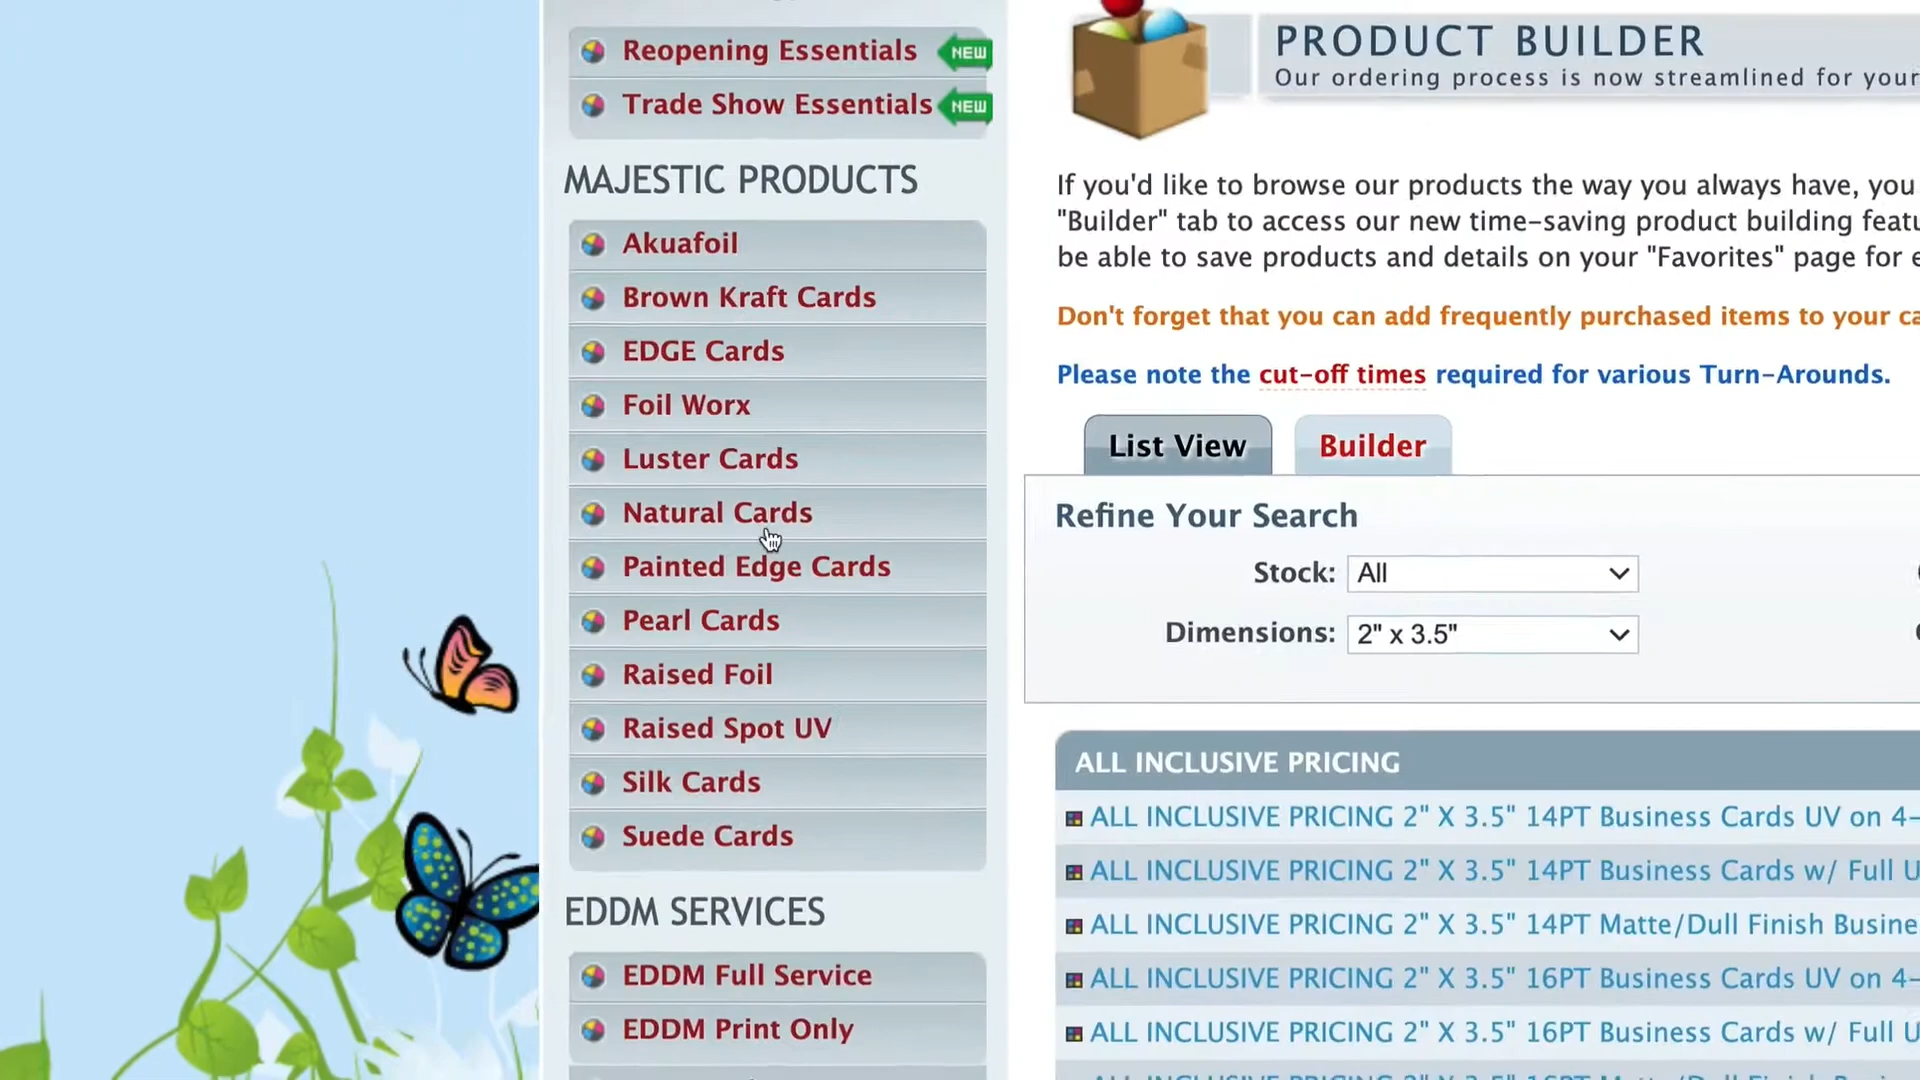 Reopening Essentials NEW
Trade Show Essentials NEW
MAJESTIC PRODUCTS
Akuafoil
Brown Kraft Cards
EDGE Cards
Foil Worx
Luster Cards
Natural Cards
Painted Edge Cards
Pearl Cards
Raised Foil
Raised Spot UV
Silk Cards
Suede Cards
EDDM SERVICES
EDDM Full Service
EDDM Print Only
PRODUCT BUILDER
Our ordering process is now streamlined for your
If you'd like to browse our products the way you always have, you
"Builder" tab to access our new time-saving product building
be able to save products and details on your "Favorites" page for
Don't forget that you can add frequently purchased items to your
Please note the cut-off times required for various Turn-Arounds.
List View
Builder
Refine Your Search
Stock: All
Dimensions: 2" x 3.5"
ALL INCLUSIVE PRICING
ALL INCLUSIVE PRICING 2" X 3.5" 14PT Business Cards UV on 4-
ALL INCLUSIVE PRICING 2" X 3.5" 14PT Business Cards w/ Full
ALL INCLUSIVE PRICING 2" X 3.5" 14PT Matte/Dull Finish
ALL INCLUSIVE PRICING 2" X 3.5" 16PT Business Cards UV on 4-
ALL INCLUSIVE PRICING 2" X 3.5" 16PT Business Cards w/ Full